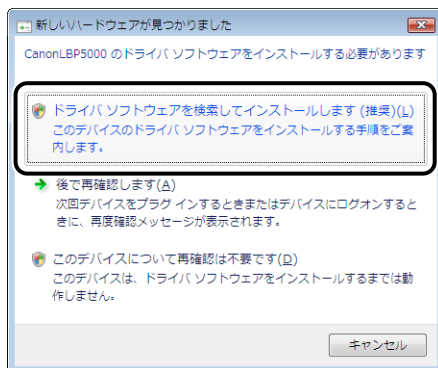 新しいハードウェアが見つかりました
CanonLBP5000 のドライバ ソフトウェアをインストールする必要があります
ドライバ ソフトウェアを検索してインストールします (推奨)(L)
このデバイスのドライバ ソフトウェアをインストールする手順をご案
内します。
後で再確認します(A)
次回デバイスをプラグ インするときまたはデバイスにログオンすると
きに、再度確認メッセージが表示されます。
このデバイスについて再確認は不要です(D)
このデバイスは、ドライバ ソフトウェアをインストールするまでは動
作しません。
キャンセル